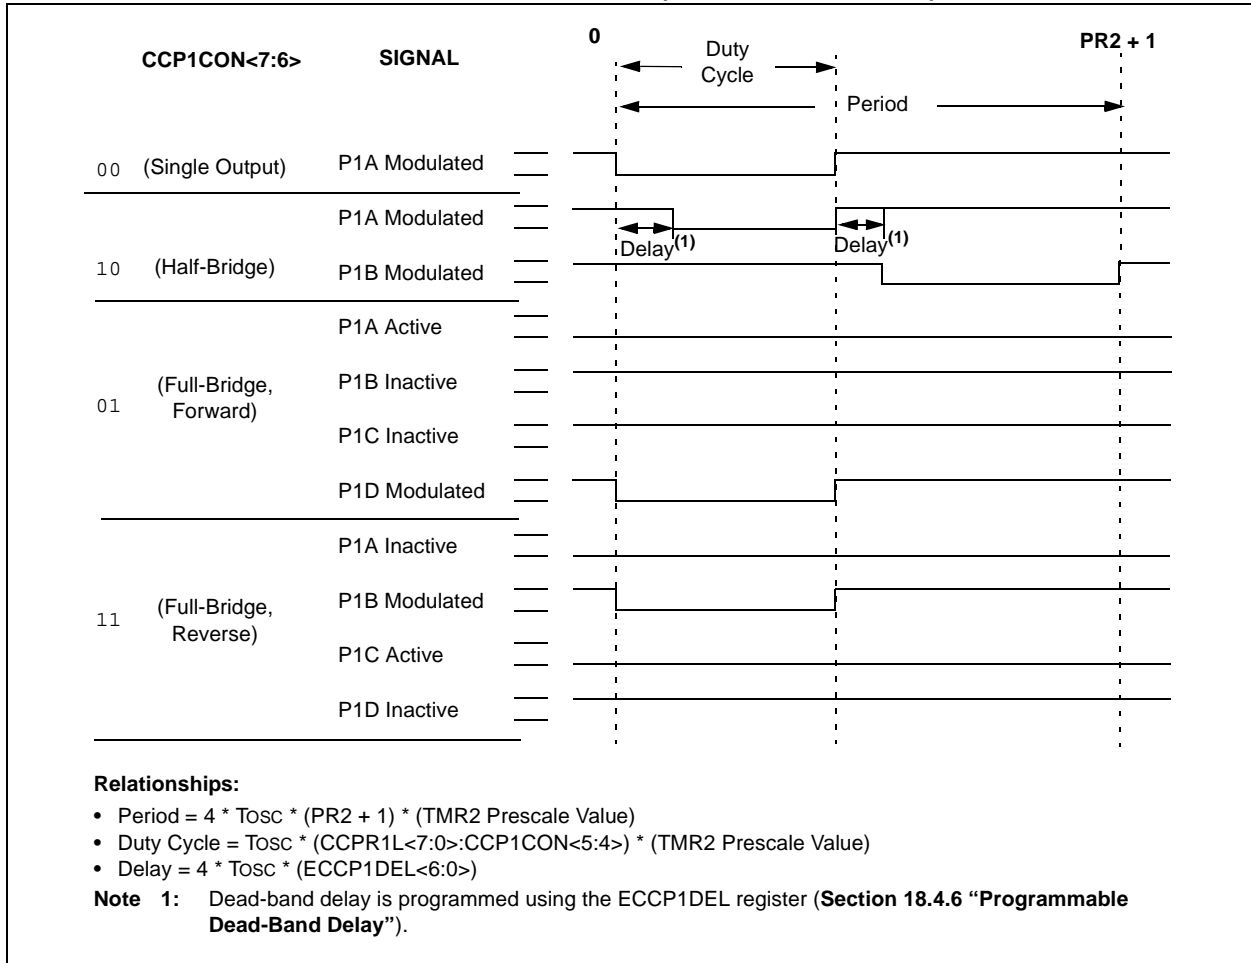 0
PR2 + 1
CCP1CON<7:6>
SIGNAL
Duty
Cycle
Period
00 (Single Output) P1A Modulated
P1A Modulated
Delay(1) Delay(1)
10 (Half-Bridge) P1B Modulated
P1A Active
P1B Inactive
01 (Full-Bridge,
Forward)
P1C Inactive
P1D Modulated
P1A Inactive
P1B Modulated
11 (Full-Bridge,
Reverse)
P1C Active
P1D Inactive
Relationships:
• Period = 4 * TOSC * (PR2 + 1) * (TMR2 Prescale Value)
• Duty Cycle = TOSC * (CCPR1L<7:0>:CCP1CON<5:4>) * (TMR2 Prescale Value)
• Delay = 4 * TOSC * (ECCP1DEL<6:0>)
Note 1: Dead-band delay is programmed using the ECCP1DEL register (Section 18.4.6 “Programmable
Dead-Band Delay”).